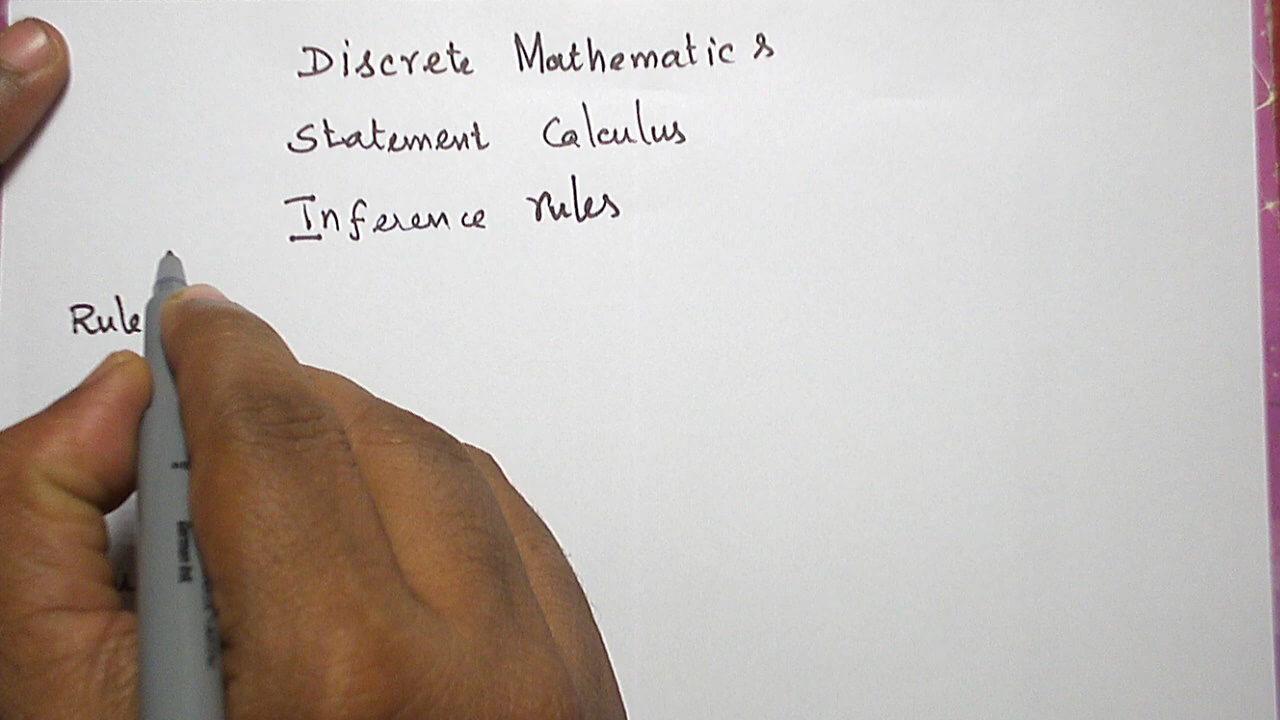 Discrete Mathematics
Statement Calculus
Inference rules
Rule